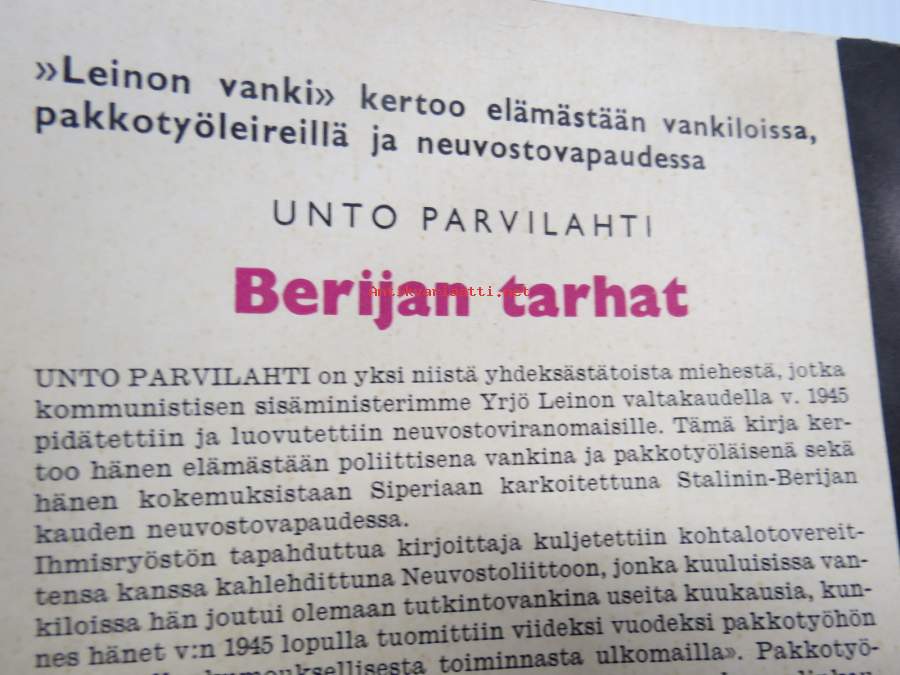 »Leinon vanki» kertoo elämästään vankiloissa,
pakkotyöleireillä ja neuvostovapaudessa
UNTO PARVILAHTI
Berijan tarhat
Antikvariaatti.net
UNTO PARVILAHTI on yksi niistä yhdeksästätoista miehestä, jotka
kommunistisen sisäministerimme Yrjö Leinon valtakaudella v. 1945
pidätettiin ja luovutettiin neuvostoviranomaisille. Tämä kirja ker-
too hänen elämästään poliittisena vankina ja pakkotyöläisenä sekä
hänen kokemuksistaan Siperiaan karkoitettuna Stalinin-Berijan
kauden neuvostovapaudessa.
Ihmisryöstön tapahduttua kirjoittaja kuljetettiin kohtalotovereit-
tensa kanssa kahlehdittuna Neuvostoliittoon, jonka kuuluisissa van-
kiloissa hän joutui olemaan tutkintovankina useita kuukausia, kun-
nes hänet v:n 1945 lopulla tuomittiin viideksi vuodeksi pakkotyöhön
toiminnasta ulkomailla». Pakkotyö-